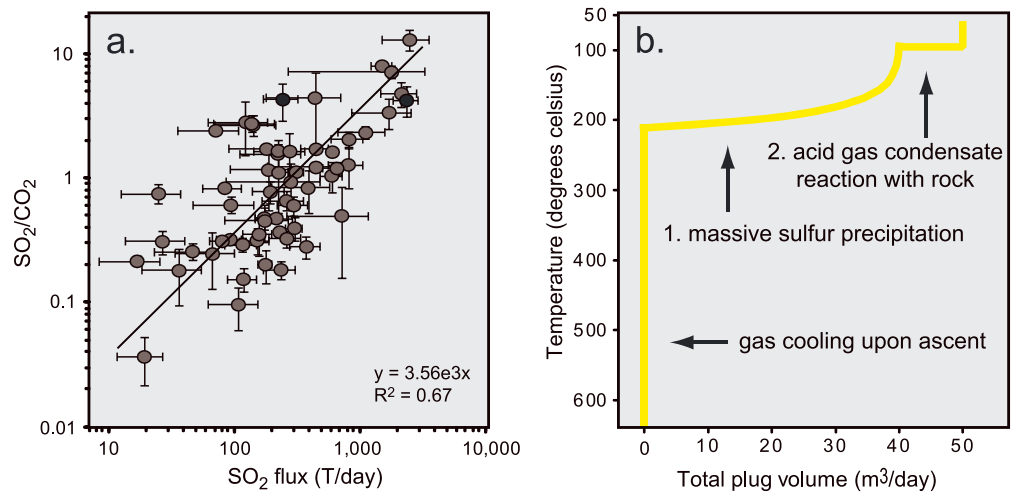 a.
10
1
0.1
0.01
SO2/CO2
y = 3.56e3x
R² = 0.67
10
100
1,000
10,000
SO2 flux (T/day)
b.
50
100
200
300
400
500
600
Temperature (degrees celsius)
2. acid gas condensate
reaction with rock
1. massive sulfur precipitation
gas cooling upon ascent
0
10
20
30
40
50
Total plug volume (m³/day)